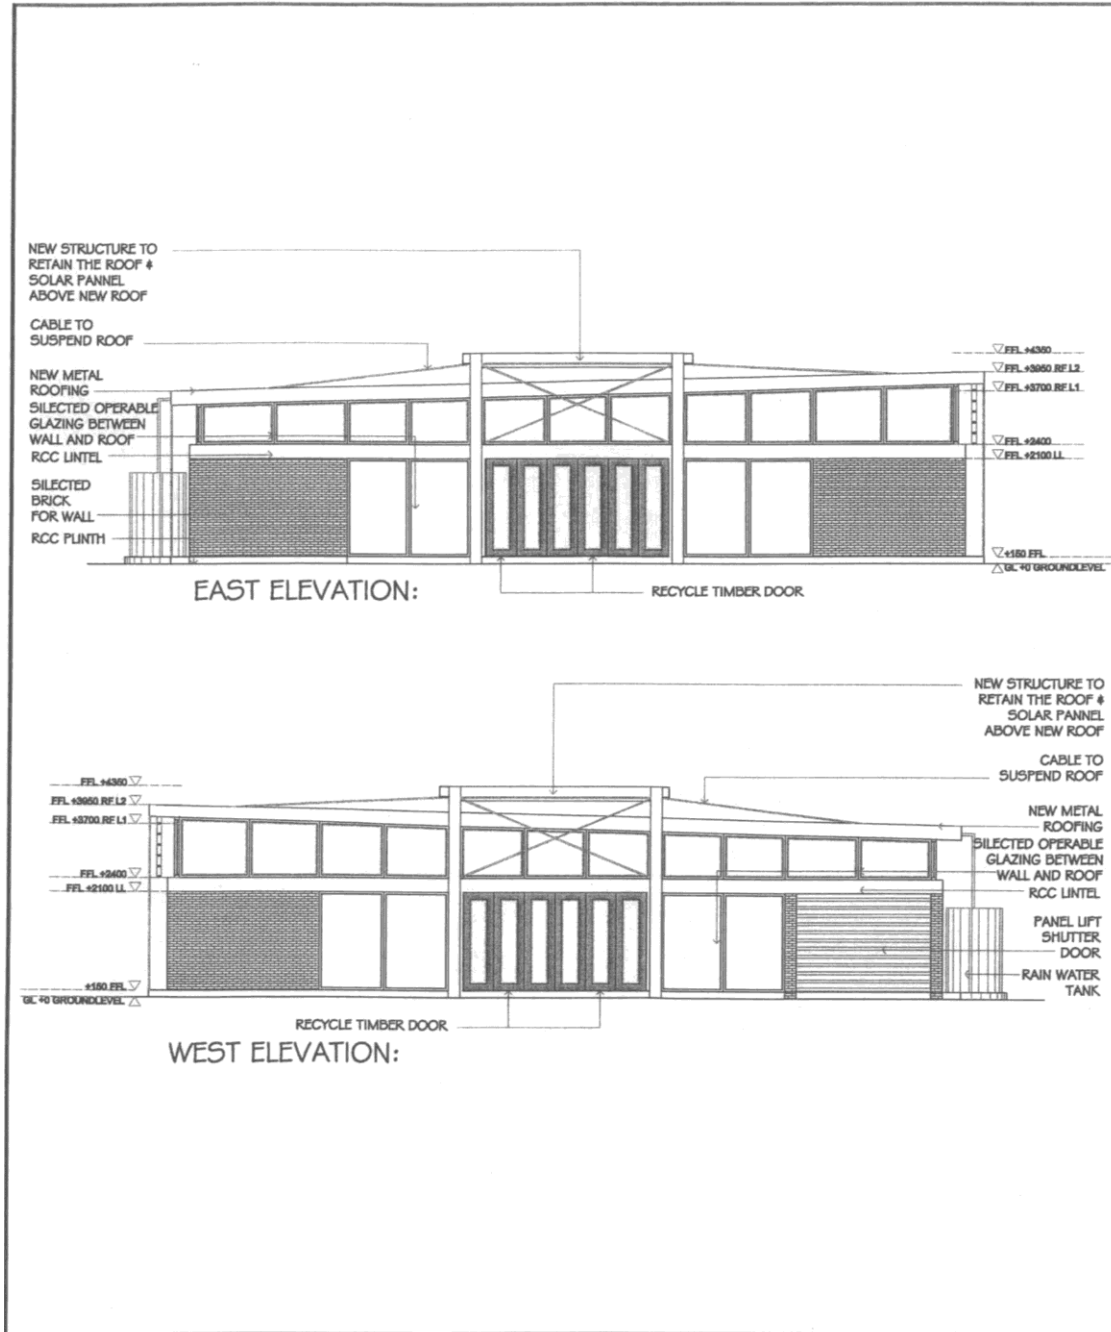 NEW STRUCTURE TO
RETAIN THE ROOF &
SOLAR PANNEL
ABOVE NEW ROOF
CABLE TO
SUSPEND ROOF
NEW METAL
ROOFING
SILECTED OPERABLE
GLAZING BETWEEN
WALL AND ROOF
RCC LINTEL
SILECTED
BRICK
FOR WALL
RCC PLINTH
FFL +4350
FFL +3950 RF L2
FFL +3700 RF L1
FFL +2400
FFL +2100 LL
+150 FFL
GL +0 GROUNDLEVEL
EAST ELEVATION:
RECYCLE TIMBER DOOR
NEW STRUCTURE TO
RETAIN THE ROOF &
SOLAR PANNEL
ABOVE NEW ROOF
CABLE TO
SUSPEND ROOF
NEW METAL
ROOFING
SILECTED OPERABLE
GLAZING BETWEEN
WALL AND ROOF
RCC LINTEL
PANEL LIFT
SHUTTER
DOOR
RAIN WATER
TANK
FFL +4350
FFL +3950 RF L2
FFL +3700 RF L1
FFL +2400
FFL +2100 LL
+150 FFL
GL +0 GROUNDLEVEL
RECYCLE TIMBER DOOR
WEST ELEVATION: